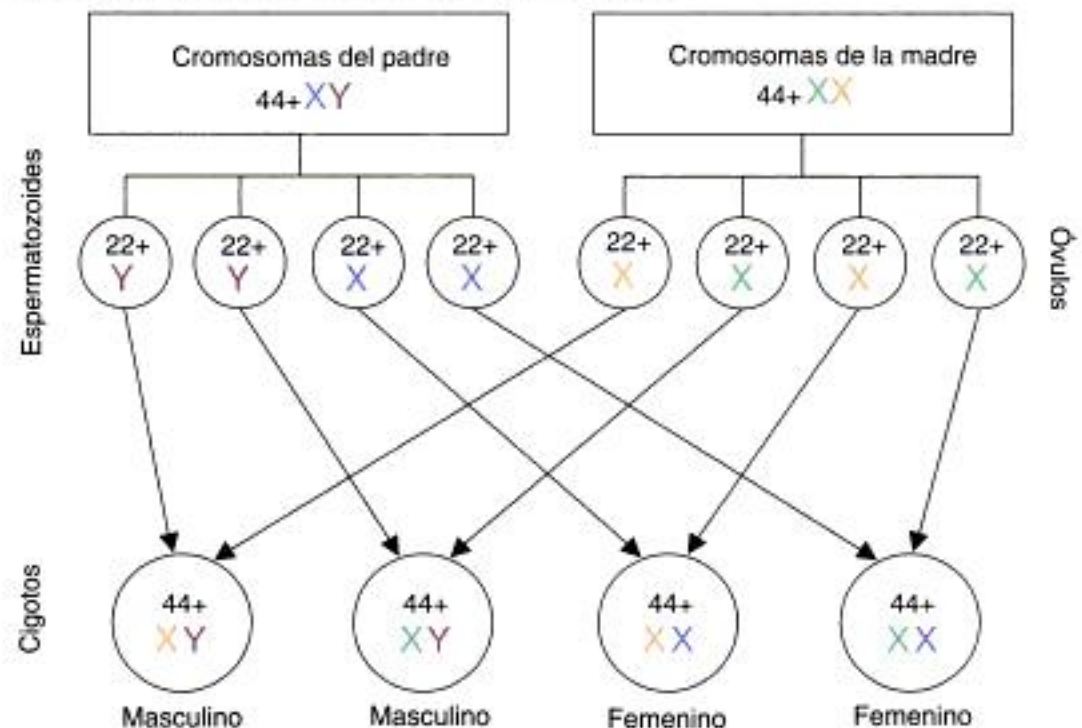 Cromosomas del padre
44+ XY
Cromosomas de la madre
44+ XX
Espermatozoides
22+
Y
22+
Y
22+
X
22+
X
22+
X
22+
X
22+
X
22+
X
Óvulos
Cigotos
44+
XY
44+
XY
44+
XX
44+
XX
Masculino
Masculino
Femenino
Femenino